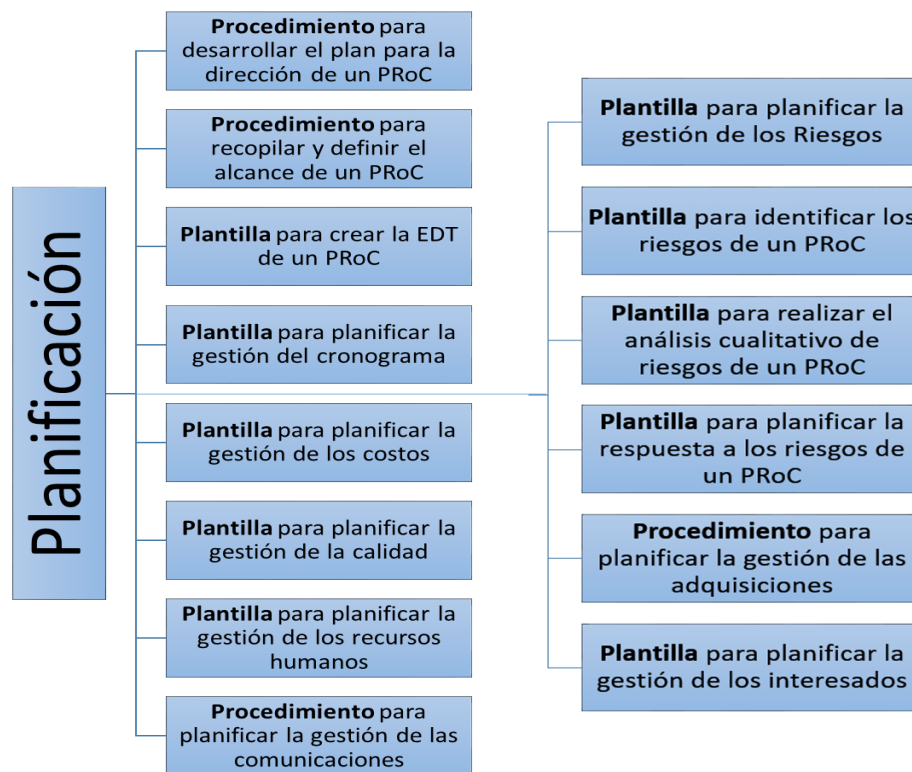 Planificación
Procedimiento para
desarrollar el plan para la
dirección de un PRoC
Procedimiento para
recopilar y definir el
alcance de un PRoC
Plantilla para crear la EDT
de un PRoC
Plantilla para planificar la
gestión del cronograma
Plantilla para planificar la
gestión de los costos
Plantilla para planificar la
gestión de la calidad
Plantilla para planificar la
gestión de los recursos
humanos
Procedimiento para
planificar la gestión de las
comunicaciones
Plantilla para planificar la
gestión de los Riesgos
Plantilla para identificar los
riesgos de un PRoC
Plantilla para realizar el
análisis cualitativo de
riesgos de un PRoC
Plantilla para planificar la
respuesta a los riesgos de
un PRoC
Procedimiento para
planificar la gestión de las
adquisiciones
Plantilla para planificar la
gestión de los interesados